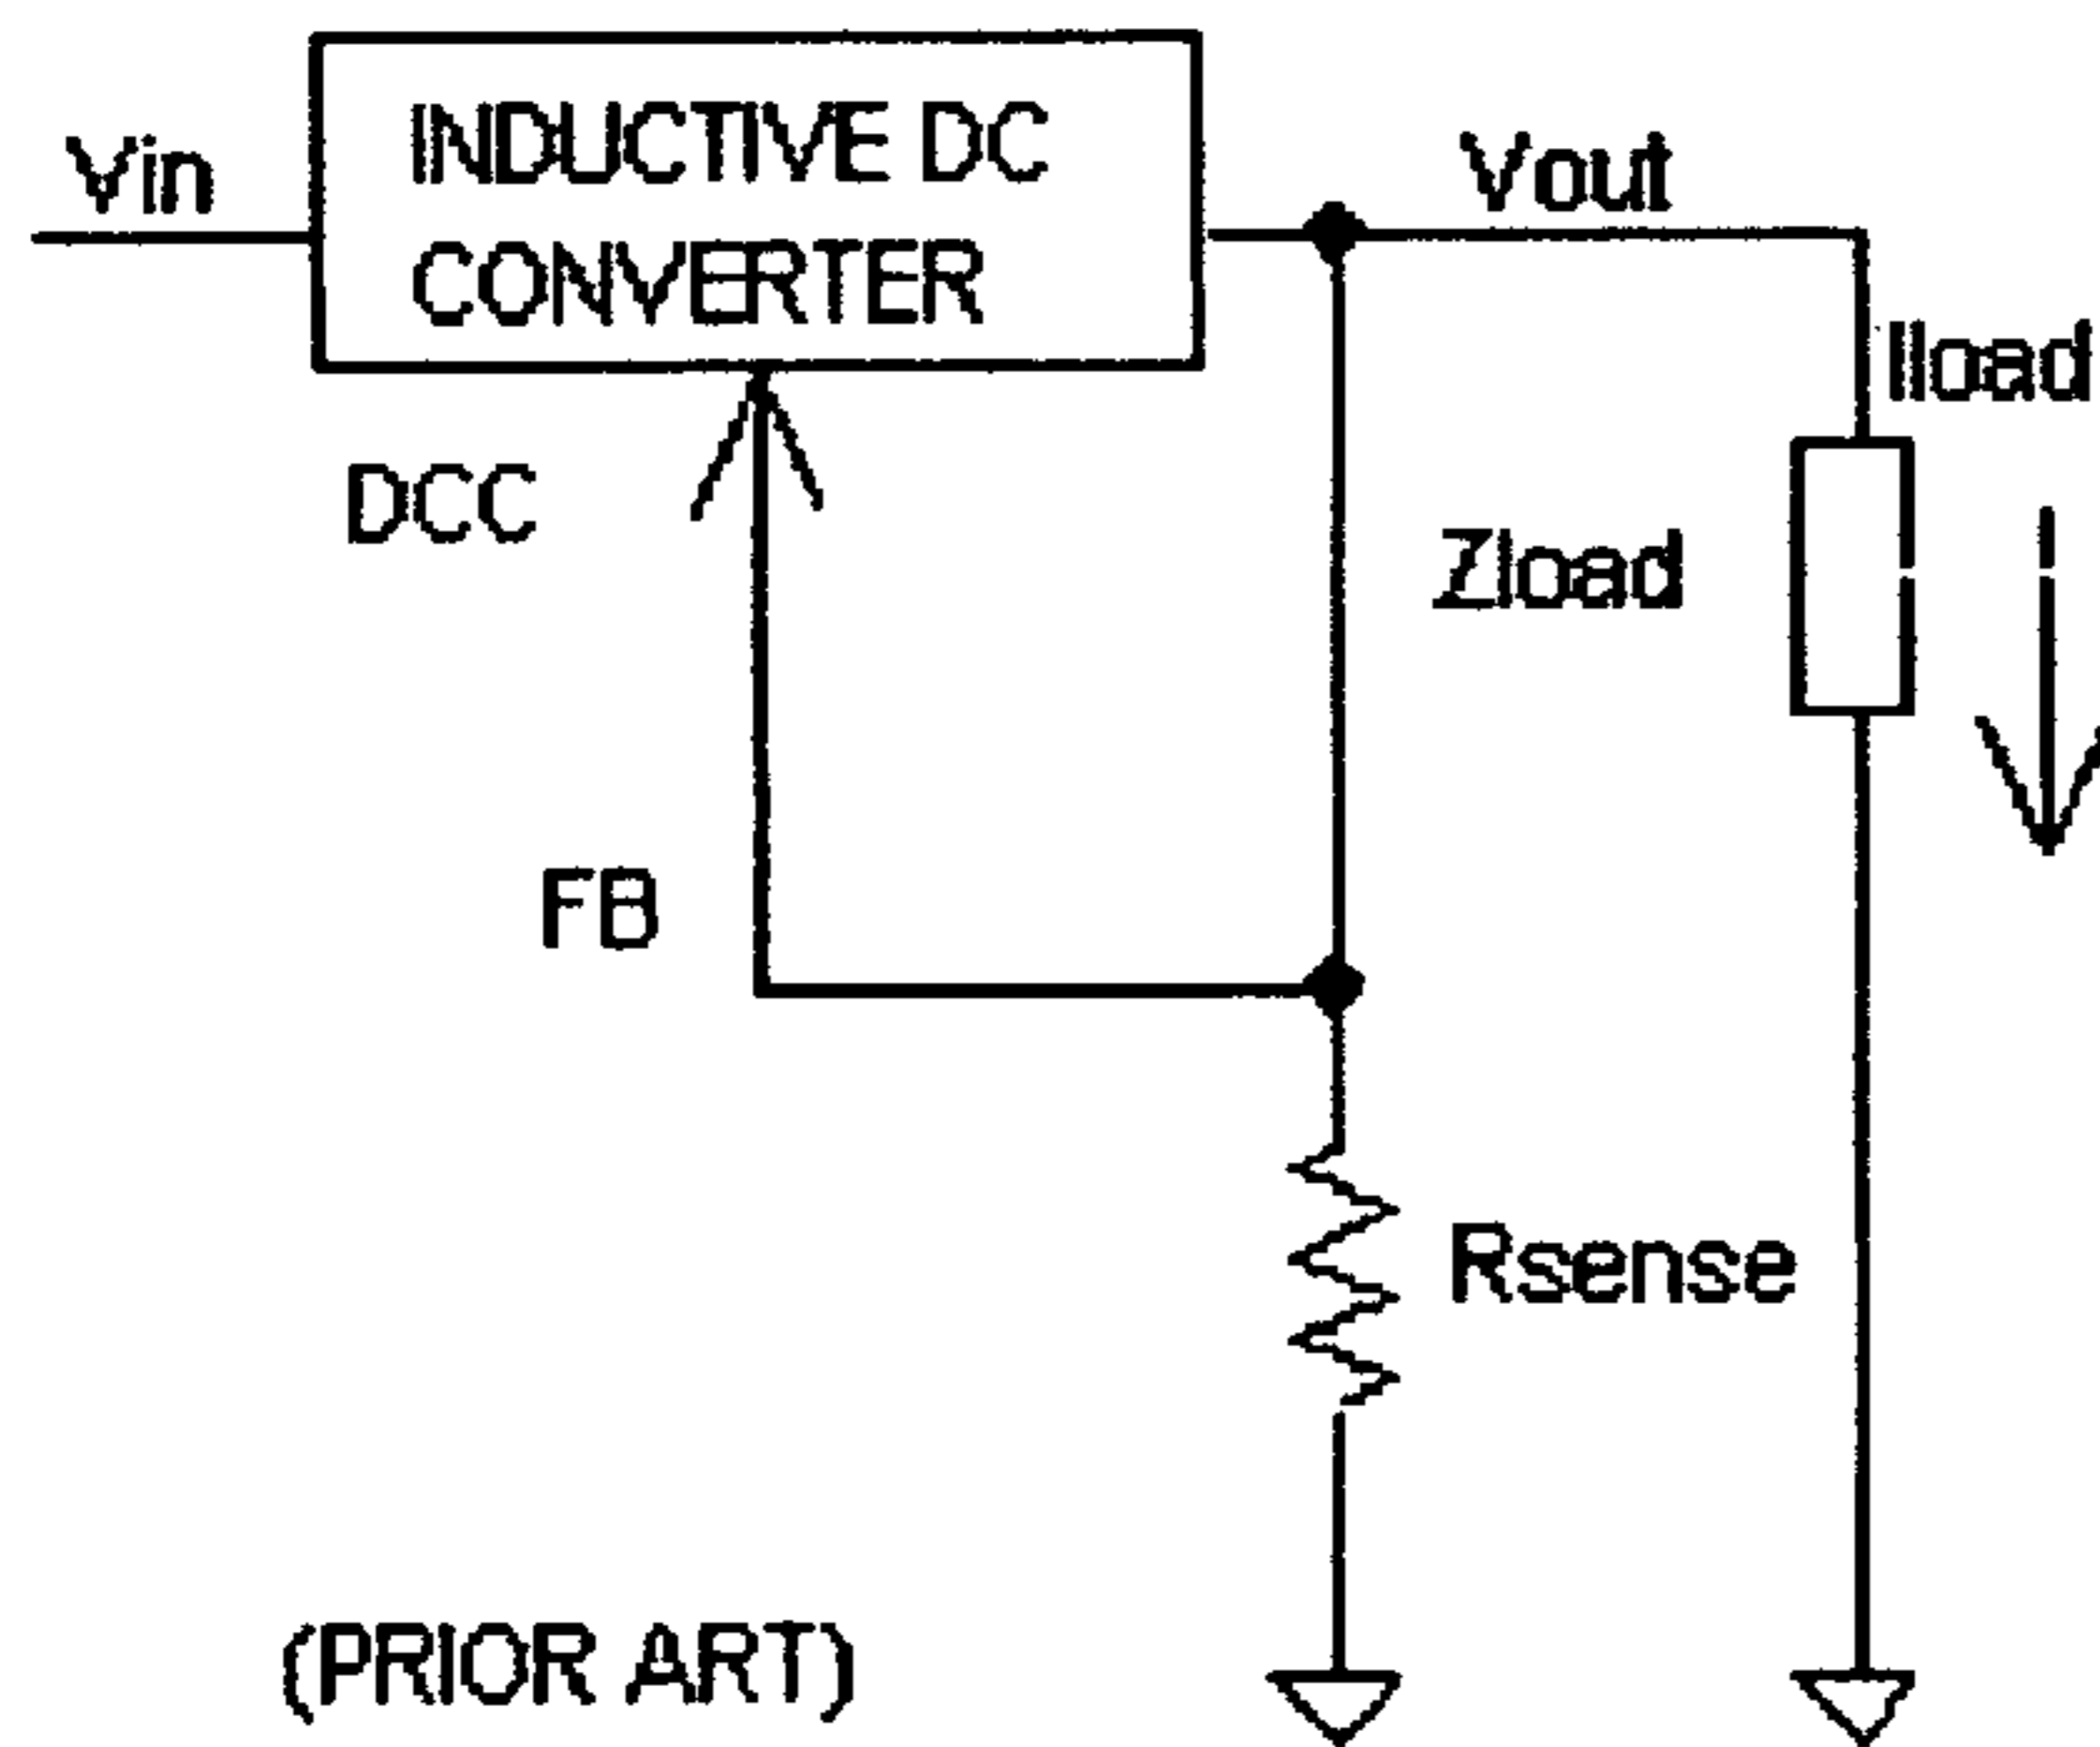 Vin
INDUCTIVE DC
CONVERTER
Vout
Iload
DCC
Zload
FB
Rsense
(PRIOR ART)